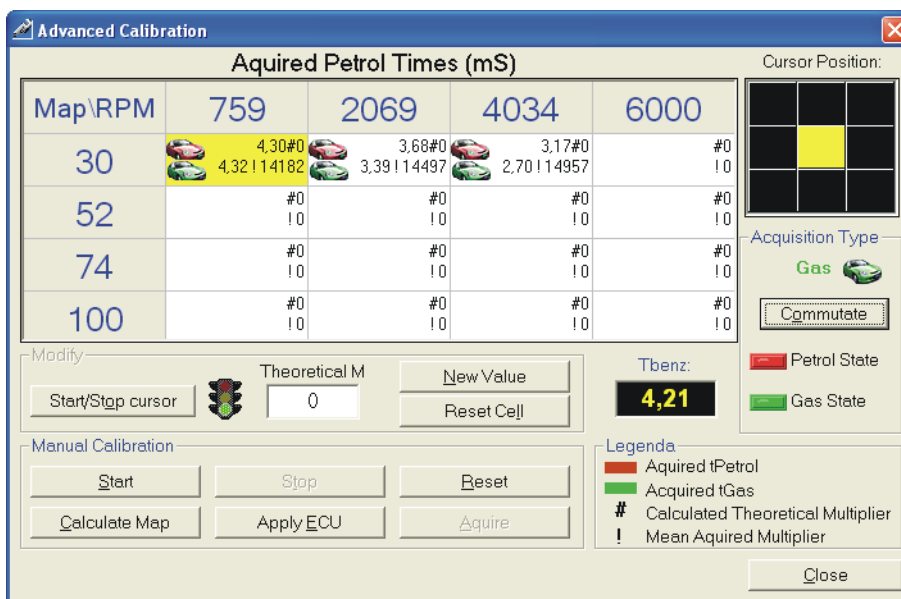 Advanced Calibration
Aquired Petrol Times (mS)
Map\RPM 759 2069 4034 6000
30 4,30#0 3,68#0 3,17#0 #0
4,32!14182 3,39!14497 2,70!14957 !0
52 #0 #0 #0 #0
!0 !0 !0 !0
74 #0 #0 #0 #0
!0 !0 !0 !0
100 #0 #0 #0 #0
!0 !0 !0 !0
Cursor Position:
Acquisition Type
Gas
Commutate
Petrol State
Gas State
Modify
Start/Stop cursor
Theoretical M
0
New Value
Reset Cell
Tbenz:
4,21
Manual Calibration
Start
Stop
Reset
Calculate Map
Apply ECU
Aquire
Legenda
Aquired tPetrol
Acquired tGas
# Calculated Theoretical Multiplier
! Mean Aquired Multiplier
Close